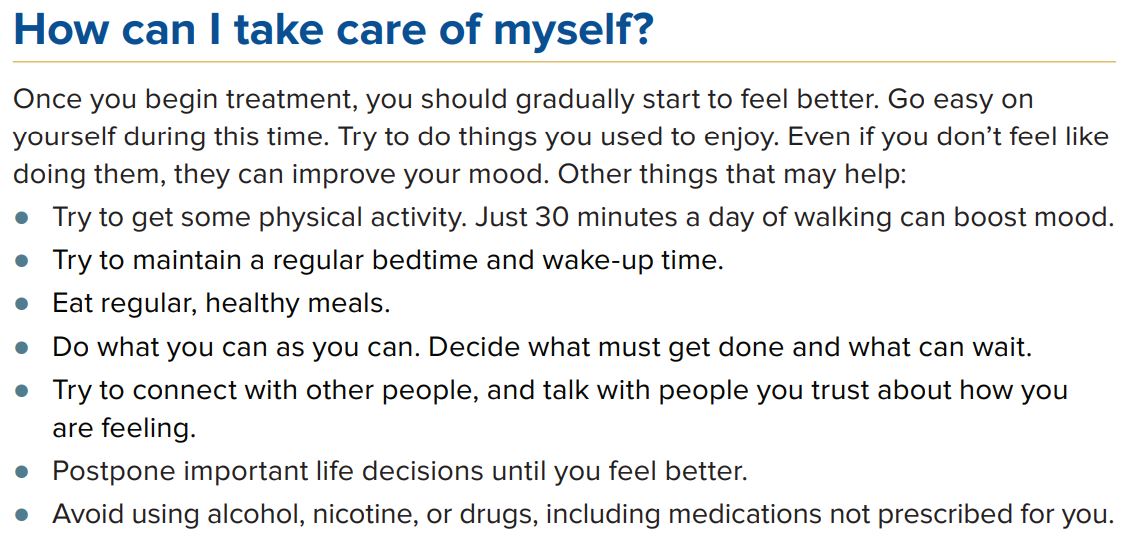 How can I take care of myself?
Once you begin treatment, you should gradually start to feel better. Go easy on
yourself during this time. Try to do things you used to enjoy. Even if you don’t feel like
doing them, they can improve your mood. Other things that may help:
● Try to get some physical activity. Just 30 minutes a day of walking can boost mood.
● Try to maintain a regular bedtime and wake-up time.
● Eat regular, healthy meals.
● Do what you can as you can. Decide what must get done and what can wait.
● Try to connect with other people, and talk with people you trust about how you
are feeling.
● Postpone important life decisions until you feel better.
● Avoid using alcohol, nicotine, or drugs, including medications not prescribed for you.